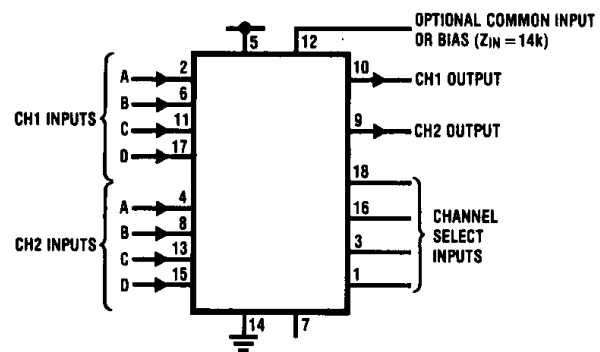 OPTIONAL COMMON INPUT
OR BIAS (ZIN = 14k)
5
12
CH1 INPUTS
A
2
B
6
C
11
D
17
10
CH1 OUTPUT
9
CH2 OUTPUT
CH2 INPUTS
A
4
B
8
C
13
D
15
18
16
3
1
CHANNEL
SELECT
INPUTS
14
7